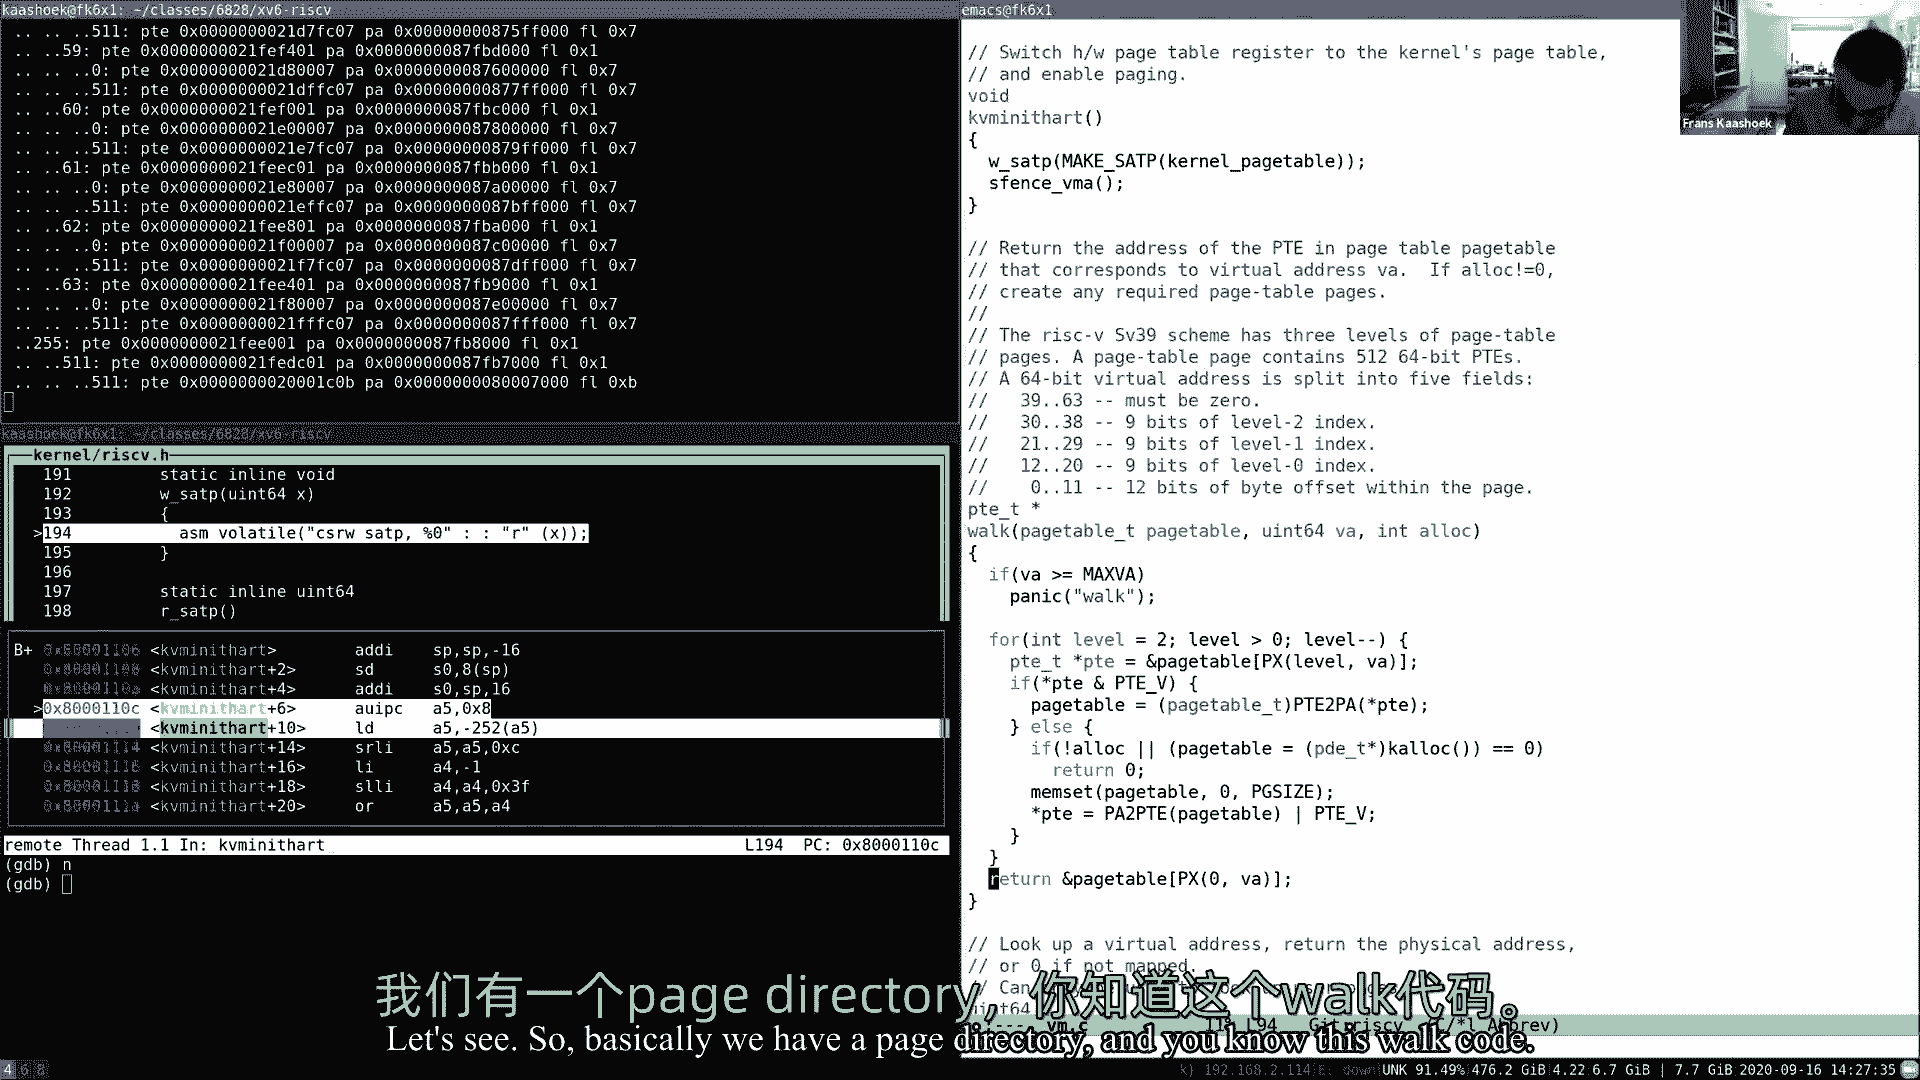 kaashoek@fk6x1: ~/classes/6828/xv6-riscv
.. .. ..511: pte 0x0000000021d7fc07 pa 0x00000000875ff000 fl 0x7
.. ..59: pte 0x0000000021fef401 pa 0x0000000087fbd000 fl 0x1
.. .. ..0: pte 0x0000000021d80007 pa 0x0000000087600000 fl 0x7
.. .. ..511: pte 0x0000000021dffc07 pa 0x00000000877ff000 fl 0x7
.. ..60: pte 0x0000000021fef001 pa 0x0000000087fbc000 fl 0x1
.. .. ..0: pte 0x0000000021e00007 pa 0x0000000087800000 fl 0x7
.. .. ..511: pte 0x0000000021e7fc07 pa 0x00000000879ff000 fl 0x7
.. ..61: pte 0x0000000021feec01 pa 0x0000000087fbb000 fl 0x1
.. .. ..0: pte 0x0000000021e80007 pa 0x0000000087a00000 fl 0x7
.. .. ..511: pte 0x0000000021effc07 pa 0x0000000087bff000 fl 0x7
.. ..62: pte 0x0000000021fee801 pa 0x0000000087fba000 fl 0x1
.. .. ..0: pte 0x0000000021f00007 pa 0x0000000087c00000 fl 0x7
.. .. ..511: pte 0x0000000021f7fc07 pa 0x0000000087dff000 fl 0x7
.. ..63: pte 0x0000000021fee401 pa 0x0000000087fb9000 fl 0x1
.. .. ..0: pte 0x0000000021f80007 pa 0x0000000087e00000 fl 0x7
.. .. ..511: pte 0x0000000021fffc07 pa 0x0000000087fff000 fl 0x7
..255: pte 0x0000000021fee001 pa 0x0000000087fb8000 fl 0x1
.. ..511: pte 0x0000000021fedc01 pa 0x0000000087fb7000 fl 0x1
.. .. ..511: pte 0x0000000020001c0b pa 0x0000000080007000 fl 0xb
kaashoek@fk6x1: ~/classes/6828/xv6-riscv
kernel/riscv.h
191 static inline void
192 w_satp(uint64 x)
193 {
>194 asm volatile("csrw satp, %0" : : "r" (x));
195 }
196
197 static inline uint64
198 r_satp()
B+ 0x80001106 <kvminithart> addi sp,sp,-16
0x80001108 <kvminithart+2> sd s0,8(sp)
0x8000110a <kvminithart+4> addi s0,sp,16
>0x8000110c <kvminithart+6> auipc a5,0x8
<kvminithart+10> ld a5,-252(a5)
0x80001114 <kvminithart+14> srli a5,a5,0xc
0x80001116 <kvminithart+16> li a4,-1
0x80001118 <kvminithart+18> slli a4,a4,0x3f
0x8000111a <kvminithart+20> or a5,a5,a4
remote Thread 1.1 In: kvminithart L194 PC: 0x8000110c
(gdb) n
(gdb)
emacs@fk6x1
// Switch h/w page table register to the kernel's page table,
// and enable paging.
void
kvminithart()
{
w_satp(MAKE_SATP(kernel_pagetable));
sfence_vma();
}
// Return the address of the PTE in page table pagetable
// that corresponds to virtual address va. If alloc!=0,
// create any required page-table pages.
//
// The risc-v Sv39 scheme has three levels of page-table
// pages. A page-table page contains 512 64-bit PTEs.
// A 64-bit virtual address is split into five fields:
// 39..63 -- must be zero.
// 30..38 -- 9 bits of level-2 index.
// 21..29 -- 9 bits of level-1 index.
// 12..20 -- 9 bits of level-0 index.
// 0..11 -- 12 bits of byte offset within the page.
pte_t *
walk(pagetable_t pagetable, uint64 va, int alloc)
{
if(va >= MAXVA)
panic("walk");
for(int level = 2; level > 0; level--) {
pte_t *pte = &pagetable[PX(level, va)];
if(*pte & PTE_V) {
pagetable = (pagetable_t)PTE2PA(*pte);
} else {
if(!alloc || (pagetable = (pde_t*)kalloc()) == 0)
return 0;
memset(pagetable, 0, PGSIZE);
*pte = PA2PTE(pagetable) | PTE_V;
}
}
return &pagetable[PX(0, va)];
}
// Look up a virtual address, return the physical address,
// or 0 if not mapped.
// Can
uint64
vm.c 11% L94 Git:riscv (C/*l Abbrev)
Frans Kaashoek
我们有一个page directory，你知道这个walk代码。
Let's see. So, basically we have a page directory, and you know this walk code.
4 6 8
192.168.2.114 E: down UNK 91.49% 476.2 GiB 4.22 6.7 GiB | 7.7 GiB 2020-09-16 14:27:35